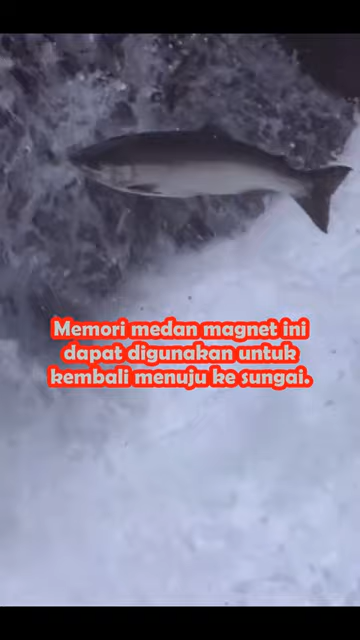 Memori medan magnet ini
dapat digunakan untuk
kembali menuju ke sungai.